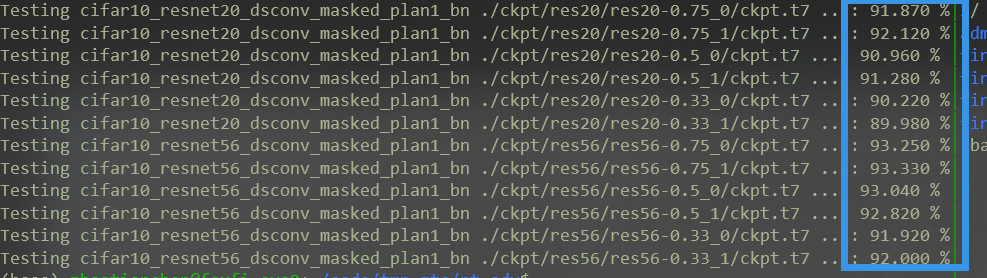 Testing cifar10_resnet20_dsconv_masked_plan1_bn ./ckpt/res20/res20-0.75_0/ckpt.t7 ...: 91.870 % ./
Testing cifar10_resnet20_dsconv_masked_plan1_bn ./ckpt/res20/res20-0.75_1/ckpt.t7 ...: 92.120 %
Testing cifar10_resnet20_dsconv_masked_plan1_bn ./ckpt/res20/res20-0.5_0/ckpt.t7 ... 90.960 %
Testing cifar10_resnet20_dsconv_masked_plan1_bn ./ckpt/res20/res20-0.5_1/ckpt.t7 ... 91.280 %
Testing cifar10_resnet20_dsconv_masked_plan1_bn ./ckpt/res20/res20-0.33_0/ckpt.t7 ...: 90.220 %
Testing cifar10_resnet20_dsconv_masked_plan1_bn ./ckpt/res20/res20-0.33_1/ckpt.t7 ...: 89.980 %
Testing cifar10_resnet56_dsconv_masked_plan1_bn ./ckpt/res56/res56-0.75_0/ckpt.t7 ...: 93.250 %
Testing cifar10_resnet56_dsconv_masked_plan1_bn ./ckpt/res56/res56-0.75_1/ckpt.t7 ...: 93.330 %
Testing cifar10_resnet56_dsconv_masked_plan1_bn ./ckpt/res56/res56-0.5_0/ckpt.t7 ... 93.040 %
Testing cifar10_resnet56_dsconv_masked_plan1_bn ./ckpt/res56/res56-0.5_1/ckpt.t7 ...: 92.820 %
Testing cifar10_resnet56_dsconv_masked_plan1_bn ./ckpt/res56/res56-0.33_0/ckpt.t7 ...: 91.920 %
Testing cifar10_resnet56_dsconv_masked_plan1_bn ./ckpt/res56/res56-0.33_1/ckpt.t7 ...: 92.000 %